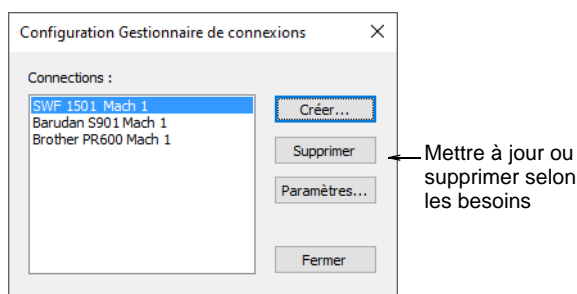 Configuration Gestionnaire de connexions
Connections :
SWF 1501 Mach 1
Barudan S901 Mach 1
Brother PR600 Mach 1
Créer...
Supprimer
Paramètres...
Fermer
Mettre à jour ou
supprimer selon
les besoins